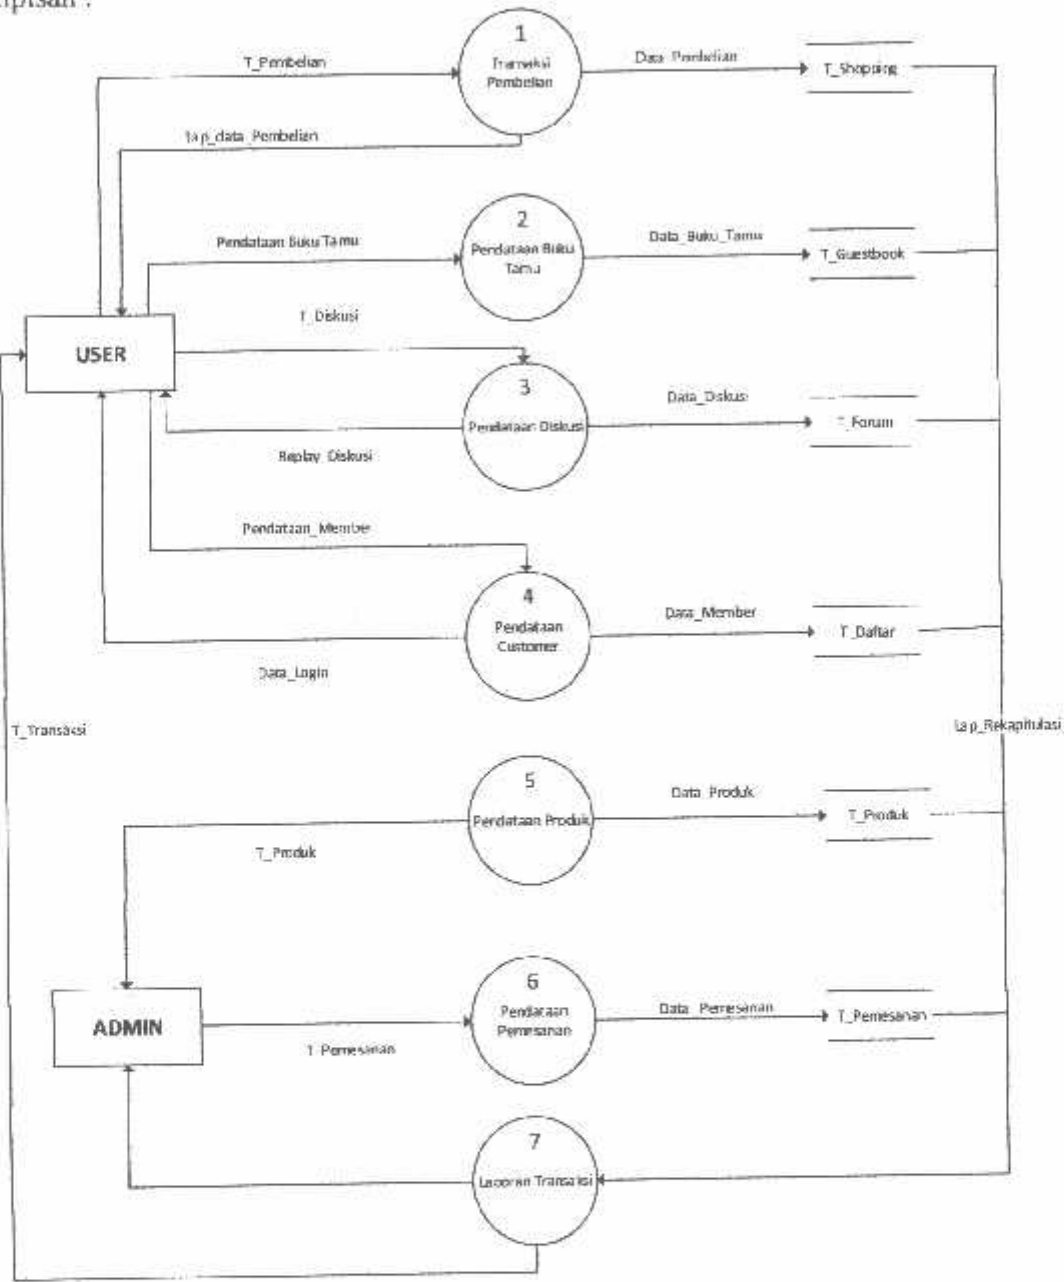 1
T_Pembelian
Transaksi
Pembelian
Data_Pembelian
T_Shopping
Lap_data_Pembelian
2
Pendataan Buku Tamu
Pendataan Buku
Tamu
Data_Buku_Tamu
T_Guestbook
T_Diskusi
USER
3
Pendataan Diskusi
Data_Diskusi
T_Forum
Replay_Diskusi
Pendataan_Member
4
Pendataan
Customer
Data_Member
T_Daftar
Data_Login
T_Transaksi
Lap_Rekapitulasi
5
Pendataan Produk
Data_Produk
T_Produk
T_Produk
6
Pendataan
Pemesanan
Data_Pemesanan
T_Pemesanan
ADMIN
T_Pemesanan
7
Laporan Transaksi